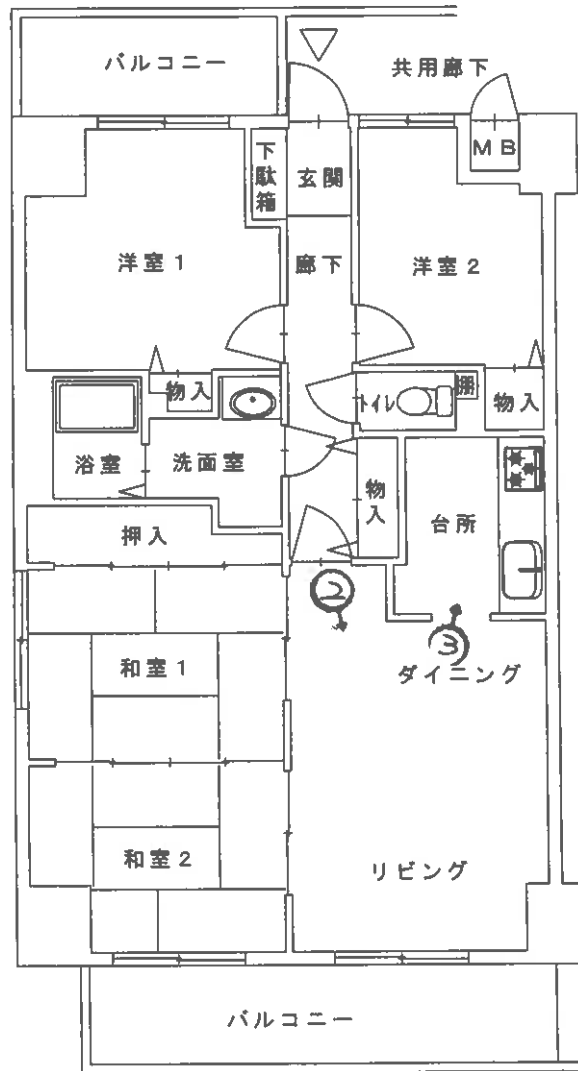 バルコニー
共用廊下
MB
下駄箱
玄関
洋室1
廊下
洋室2
物入
トイレ
棚
物入
浴室
洗面室
物入
台所
押入
②
③
和室1
ダイニング
和室2
リビング
バルコニー